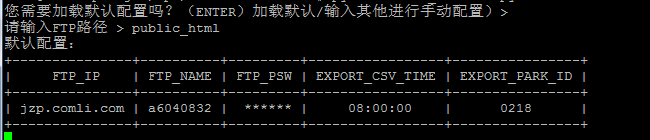 您需要加载默认配置吗？（ENTER）加载默认/输入其他进行手动配置）>
请输入FTP路径 > public_html
默认配置：
+---------------+----------+---------+-----------------+----------------+
| FTP_IP | FTP_NAME | FTP_PSW | EXPORT_CSV_TIME | EXPORT_PARK_ID |
+---------------+----------+---------+-----------------+----------------+
| jzp.comli.com | a6040832 | ****** | 08:00:00 | 0218 |
+---------------+----------+---------+-----------------+----------------+